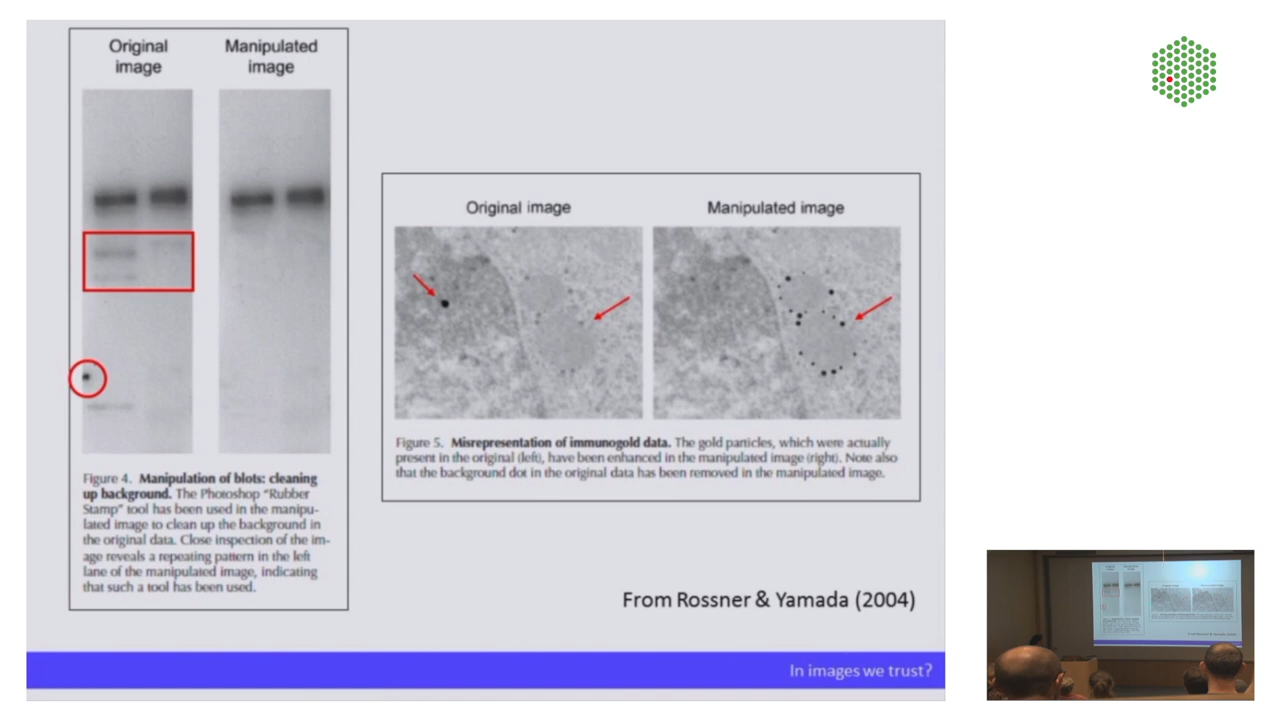 Original
image
Manipulated
image
Figure 4. Manipulation of blots: cleaning
up background. The Photoshop “Rubber
Stamp” tool has been used in the manipu-
lated image to clean up the background in
the original data. Close inspection of the im-
age reveals a repeating pattern in the left
lane of the manipulated image, indicating
that such a tool has been used.
Original image
Manipulated image
Figure 5. Misrepresentation of immunogold data. The gold particles, which were actually
present in the original (left), have been enhanced in the manipulated image (right). Note also
that the background dot in the original data has been removed in the manipulated image.
From Rossner & Yamada (2004)
In images we trust?